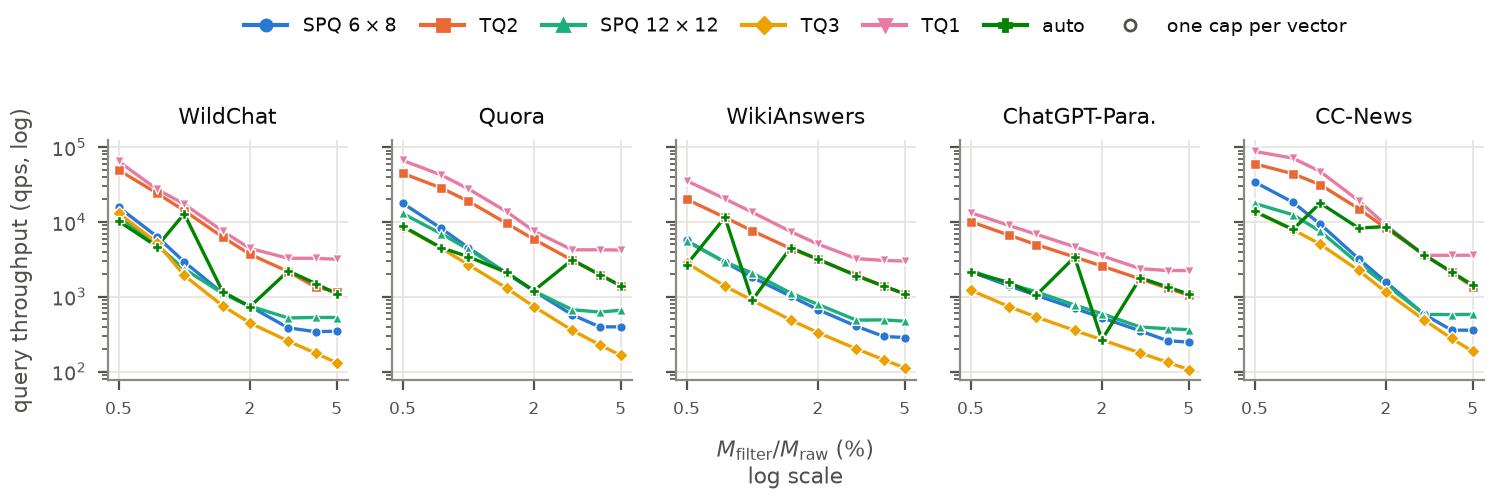 SPQ 6 × 8 TQ2 SPQ 12 × 12 TQ3 TQ1 auto one cap per vector
WildChat Quora WikiAnswers ChatGPT-Para. CC-News
query throughput (qps, log)
10^5
10^4
10^3
10^2
0.5 2 5 0.5 2 5 0.5 2 5 0.5 2 5 0.5 2 5
M_filter/M_raw (%)
log scale